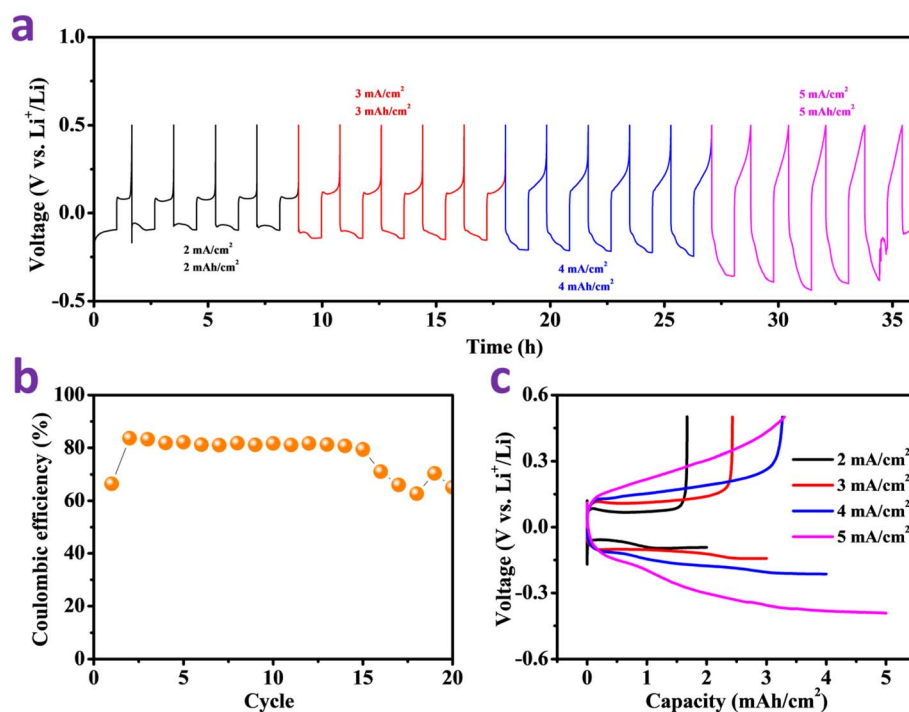 a
1.0
0.5
0.0
-0.5
Voltage (V vs. Li⁺/Li)
2 mA/cm²
2 mAh/cm²
3 mA/cm²
3 mAh/cm²
4 mA/cm²
4 mAh/cm²
5 mA/cm²
5 mAh/cm²
0 5 10 15 20 25 30 35
Time (h)
b
100
80
60
40
20
0
Coulombic efficiency (%)
0 5 10 15 20
Cycle
c
0.6
0.3
0.0
-0.3
-0.6
Voltage (V vs. Li⁺/Li)
2 mA/cm²
3 mA/cm²
4 mA/cm²
5 mA/cm²
0 1 2 3 4 5
Capacity (mAh/cm²)